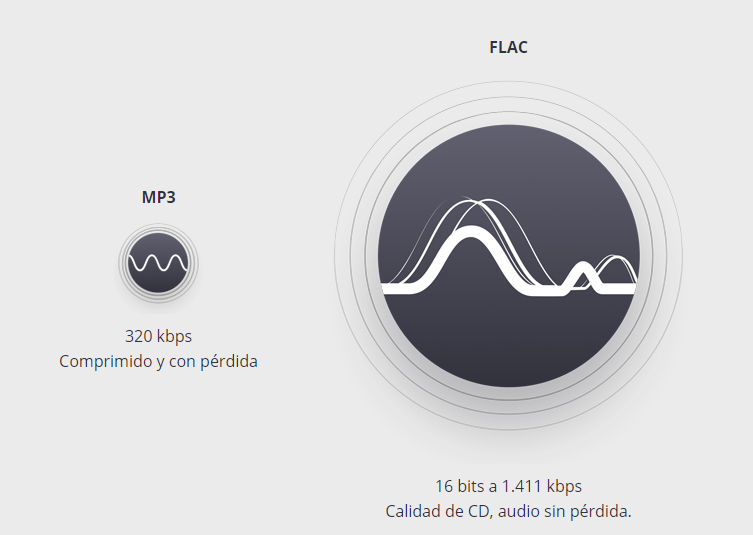 MP3
320 kbps
Comprimido y con pérdida
FLAC
16 bits a 1.411 kbps
Calidad de CD, audio sin pérdida.